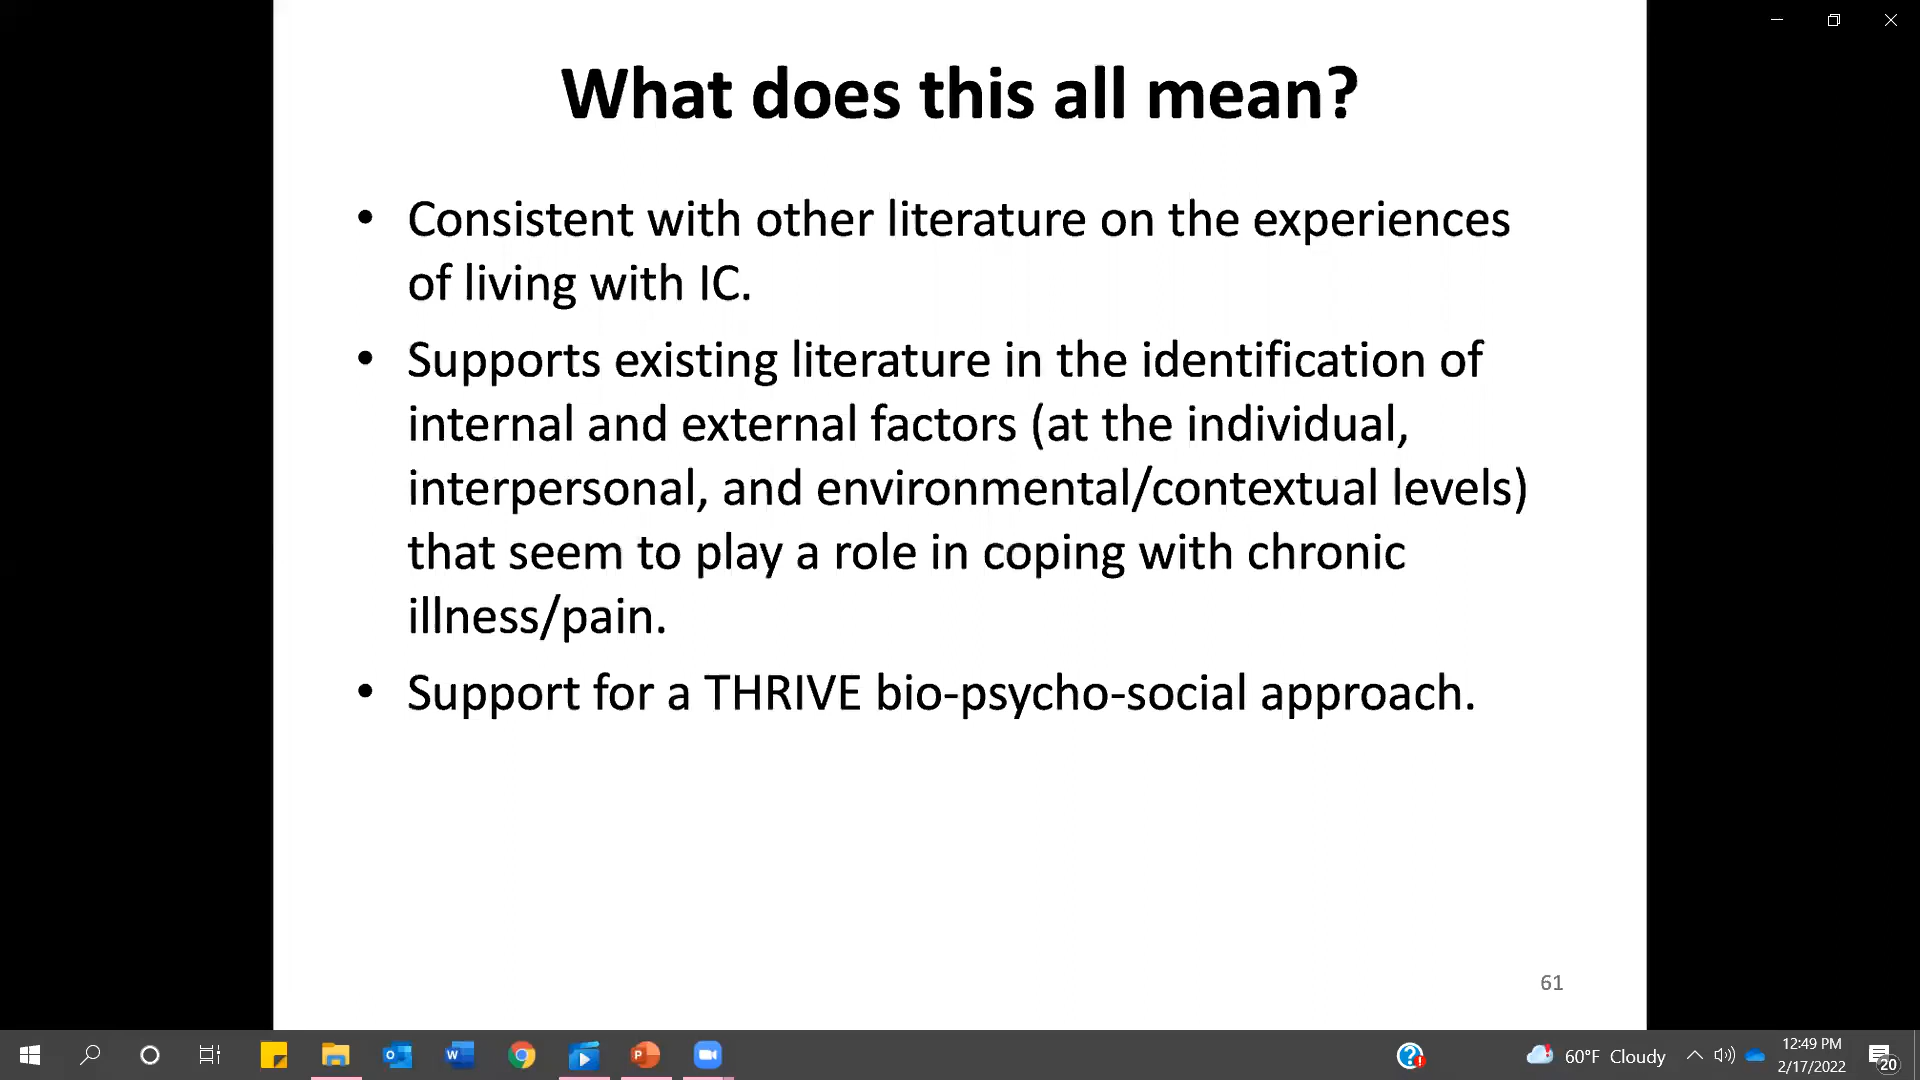 What does this all mean?
• Consistent with other literature on the experiences
of living with IC.
• Supports existing literature in the identification of
internal and external factors (at the individual,
interpersonal, and environmental/contextual levels)
that seem to play a role in coping with chronic
illness/pain.
• Support for a THRIVE bio-psycho-social approach.
61
60°F Cloudy
12:49 PM
2/17/2022
20